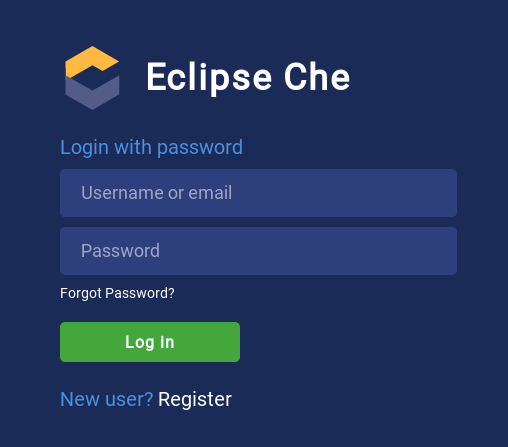 Eclipse Che
Login with password
Username or email
Password
Forgot Password?
Log in
New user? Register